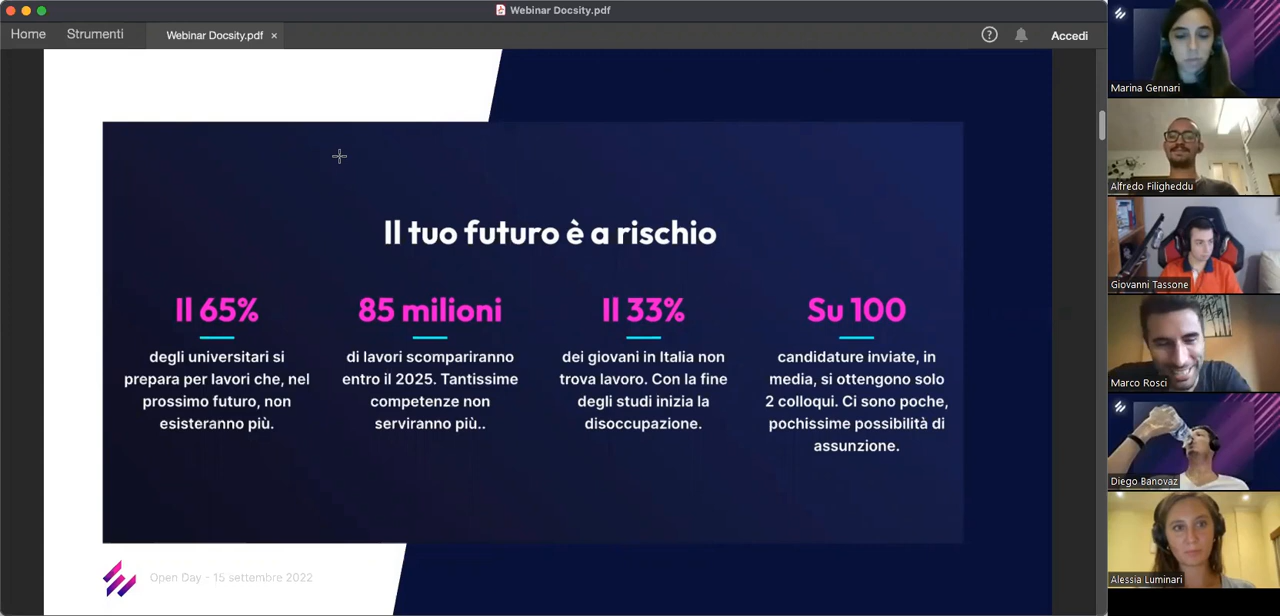 Webinar Docsity.pdf
Home Strumenti Webinar Docsity.pdf × ? Accedi
Il tuo futuro è a rischio
Il 65%
degli universitari si
prepara per lavori che, nel
prossimo futuro, non
esisteranno più.
85 milioni
di lavori scompariranno
entro il 2025. Tantissime
competenze non
serviranno più..
Il 33%
dei giovani in Italia non
trova lavoro. Con la fine
degli studi inizia la
disoccupazione.
Su 100
candidature inviate, in
media, si ottengono solo
2 colloqui. Ci sono poche,
pochissime possibilità di
assunzione.
Open Day - 15 settembre 2022
Marina Gennari
Alfredo Filigheddu
Giovanni Tassone
Marco Rosci
Diego Banovaz
Alessia Luminari